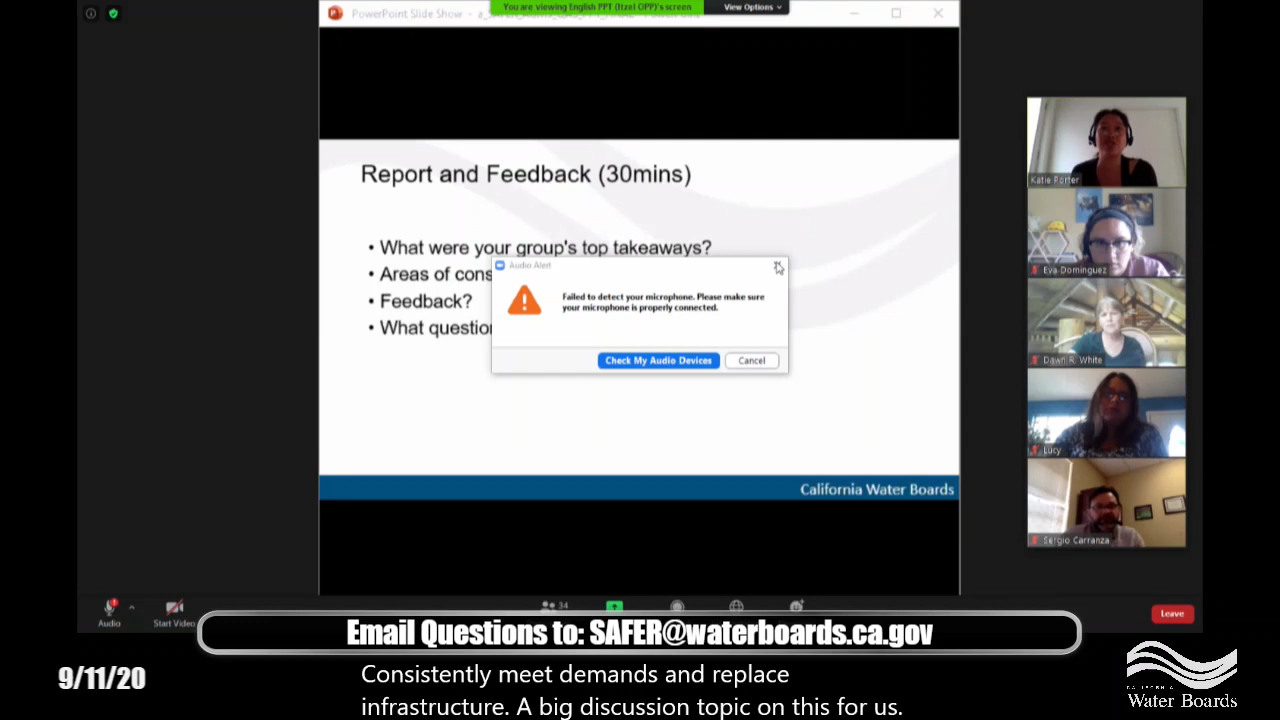 You are viewing English PPT (Itzel OPP)'s screen
View Options
PowerPoint Slide Show
Report and Feedback (30mins)
• What were your group's top takeaways?
• Areas of cons
• Feedback?
• What question
Audio Alert
Failed to detect your microphone. Please make sure
your microphone is properly connected.
Check My Audio Devices
Cancel
California Water Boards
Katie Porter
Eva Dominguez
Dawn R. White
Lucy
Sergio Carranza
Audio
Start Video
34
Leave
Email Questions to: SAFER@waterboards.ca.gov
9/11/20
Consistently meet demands and replace
infrastructure. A big discussion topic on this for us.
CALIFORNIA
Water Boards